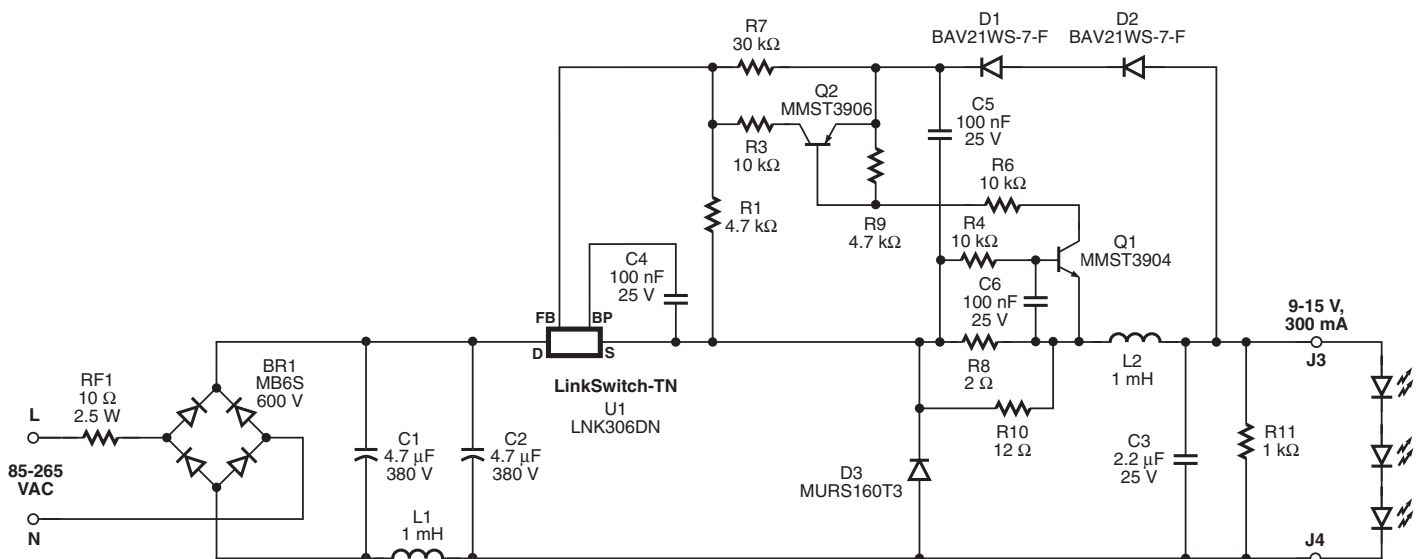 R7
30 kΩ
D1
BAV21WS-7-F
D2
BAV21WS-7-F
Q2
MMST3906
C5
100 nF
25 V
R3
10 kΩ
R6
10 kΩ
R1
4.7 kΩ
R9
4.7 kΩ
R4
10 kΩ
Q1
MMST3904
C4
100 nF
25 V
C6
100 nF
25 V
FB
BP
D
S
9-15 V,
300 mA
J3
R8
2 Ω
L2
1 mH
LinkSwitch-TN
U1
LNK306DN
RF1
10 Ω
2.5 W
BR1
MB6S
600 V
L
85-265
VAC
N
C1
4.7 μF
380 V
C2
4.7 μF
380 V
R10
12 Ω
D3
MURS160T3
C3
2.2 μF
25 V
R11
1 kΩ
L1
1 mH
J4